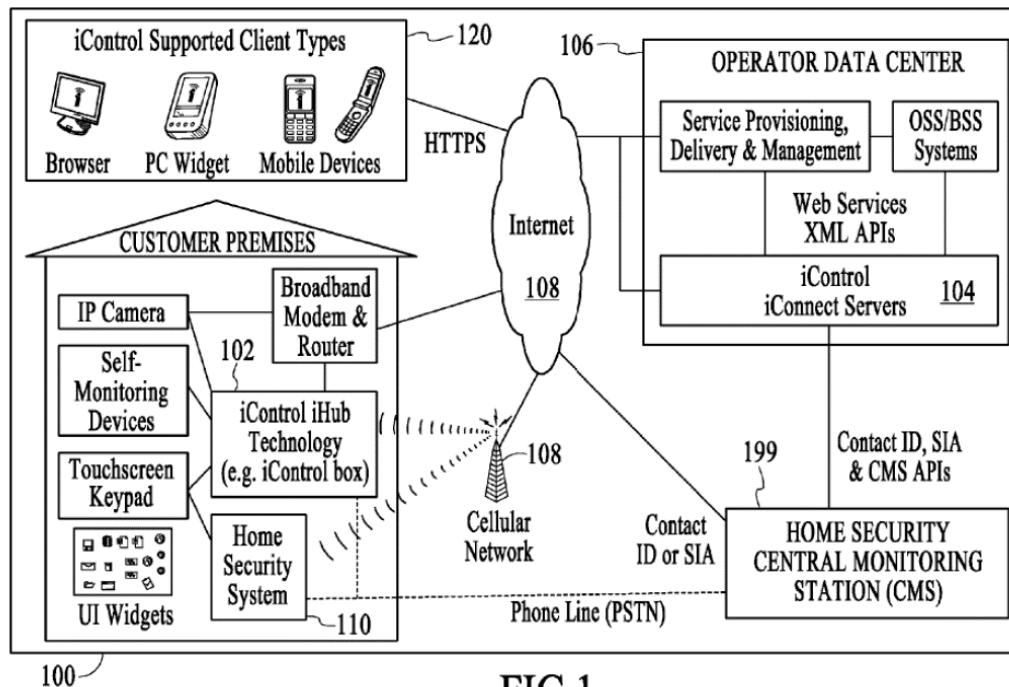 iControl Supported Client Types
120
Browser
PC Widget
Mobile Devices
HTTPS
106
OPERATOR DATA CENTER
Service Provisioning,
Delivery & Management
OSS/BSS
Systems
Web Services
XML APIs
iControl
iConnect Servers
104
Internet
108
CUSTOMER PREMISES
IP Camera
Broadband
Modem &
Router
102
Self-
Monitoring
Devices
iControl iHub
Technology
(e.g. iControl box)
Touchscreen
Keypad
Home
Security
System
UI Widgets
110
108
Cellular
Network
Contact
ID or SIA
Phone Line (PSTN)
Contact ID, SIA
& CMS APIs
199
HOME SECURITY
CENTRAL MONITORING
STATION (CMS)
100
FIG.1